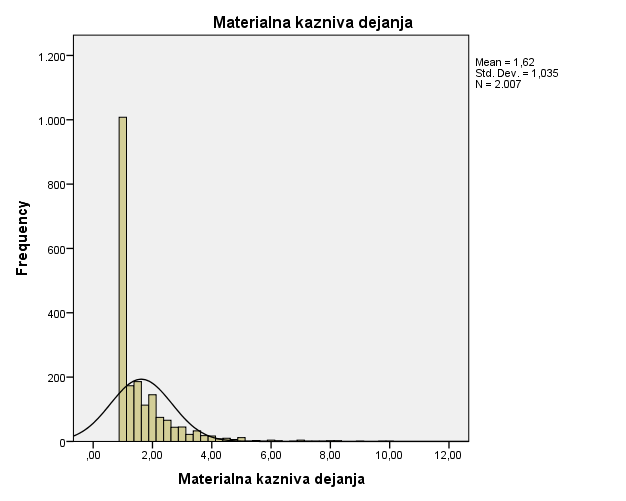 Materialna kazniva dejanja
Mean = 1,62
Std. Dev. = 1,035
N = 2.007
1.200
1.000
800
600
400
200
0
Frequency
,00
2,00
4,00
6,00
8,00
10,00
12,00
Materialna kazniva dejanja